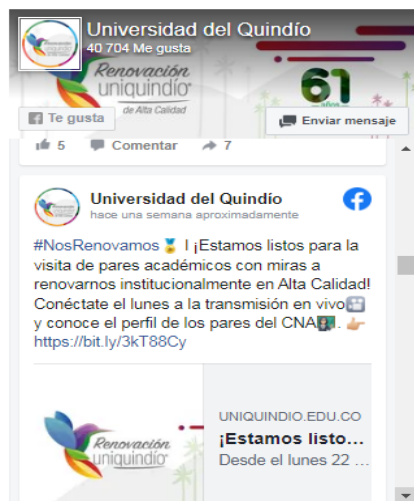 Universidad del Quindío
40 704 Me gusta
Renovación
uniquindío
de Alta Calidad
61
años
Te gusta
Enviar mensaje
5 Comentar 7
Universidad del Quindío
hace una semana aproximadamente
#NosRenovamos🏅 I ¡Estamos listos para la
visita de pares académicos con miras a
renovarnos institucionalmente en Alta Calidad!
Conéctate el lunes a la transmisión en vivo🎦
y conoce el perfil de los pares del CNA👩‍🏫. 👉🏼
https://bit.ly/3kT88Cy
UNIQUINDIO.EDU.CO
¡Estamos listo...
Desde el lunes 22 ...
Renovación
uniquindío